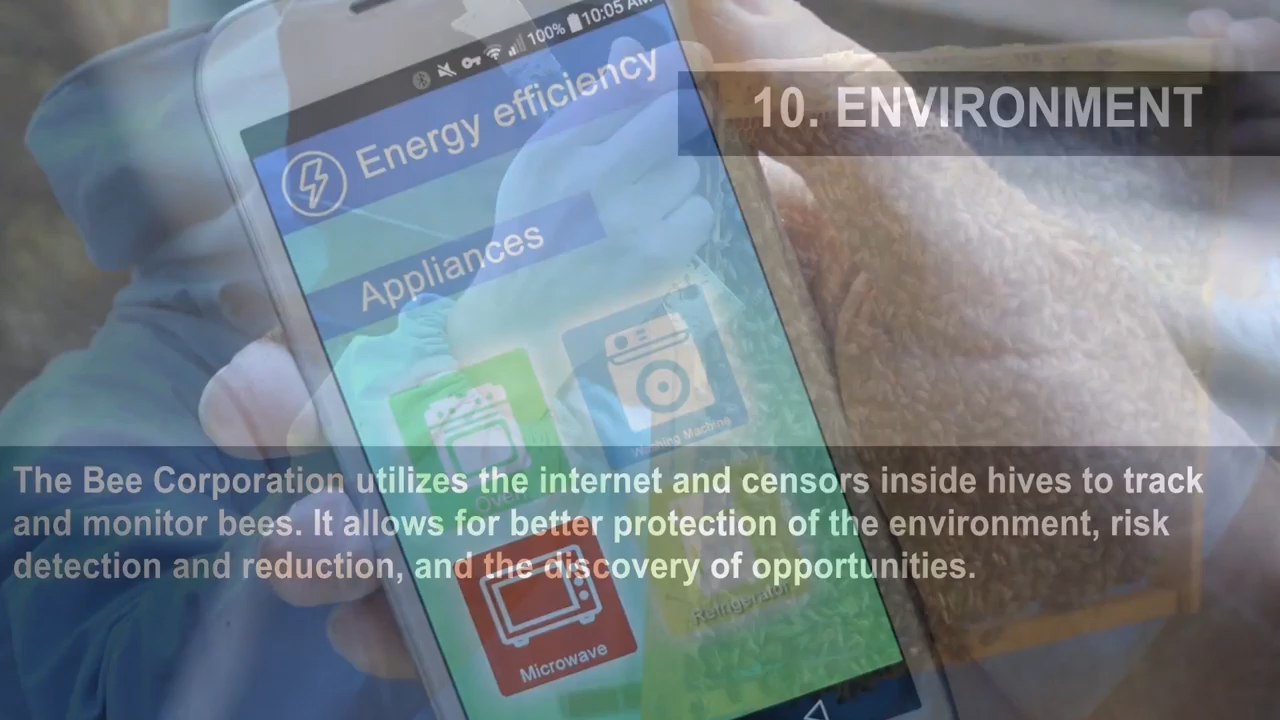 100% 10:05 AM
Energy efficiency
10. ENVIRONMENT
Appliances
Washing Machine
Oven
The Bee Corporation utilizes the internet and censors inside hives to track
and monitor bees. It allows for better protection of the environment, risk
detection and reduction, and the discovery of opportunities.
Refrigerator
Microwave